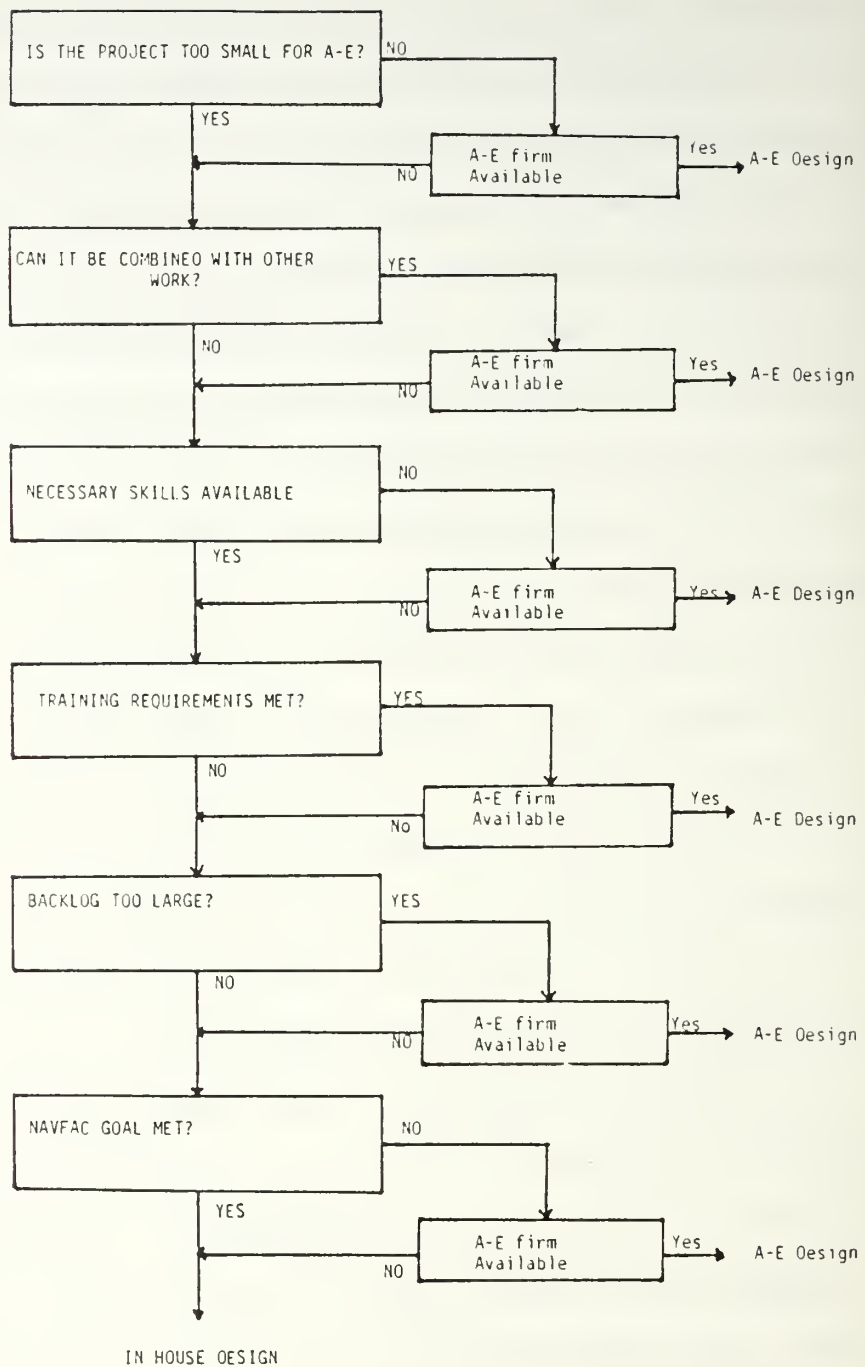 IS THE PROJECT TOO SMALL FOR A-E?
NO
YES
A-E firm
Available
Yes
A-E Oesign
NO
CAN IT BE COMBINEO WITH OTHER
WORK?
YES
NO
A-E firm
Available
Yes
A-E Oesign
NO
NECESSARY SKILLS AVAILABLE
NO
YES
A-E firm
Available
Yes
A-E Design
NO
TRAINING REQUIREMENTS MET?
YES
NO
A-E firm
Available
Yes
A-E Design
No
BACKLOG TOO LARGE?
YES
NO
A-E firm
Available
Yes
A-E Oesign
NO
NAVFAC GOAL MET?
NO
YES
A-E firm
Available
Yes
A-E Oesign
NO
IN HOUSE OESIGN